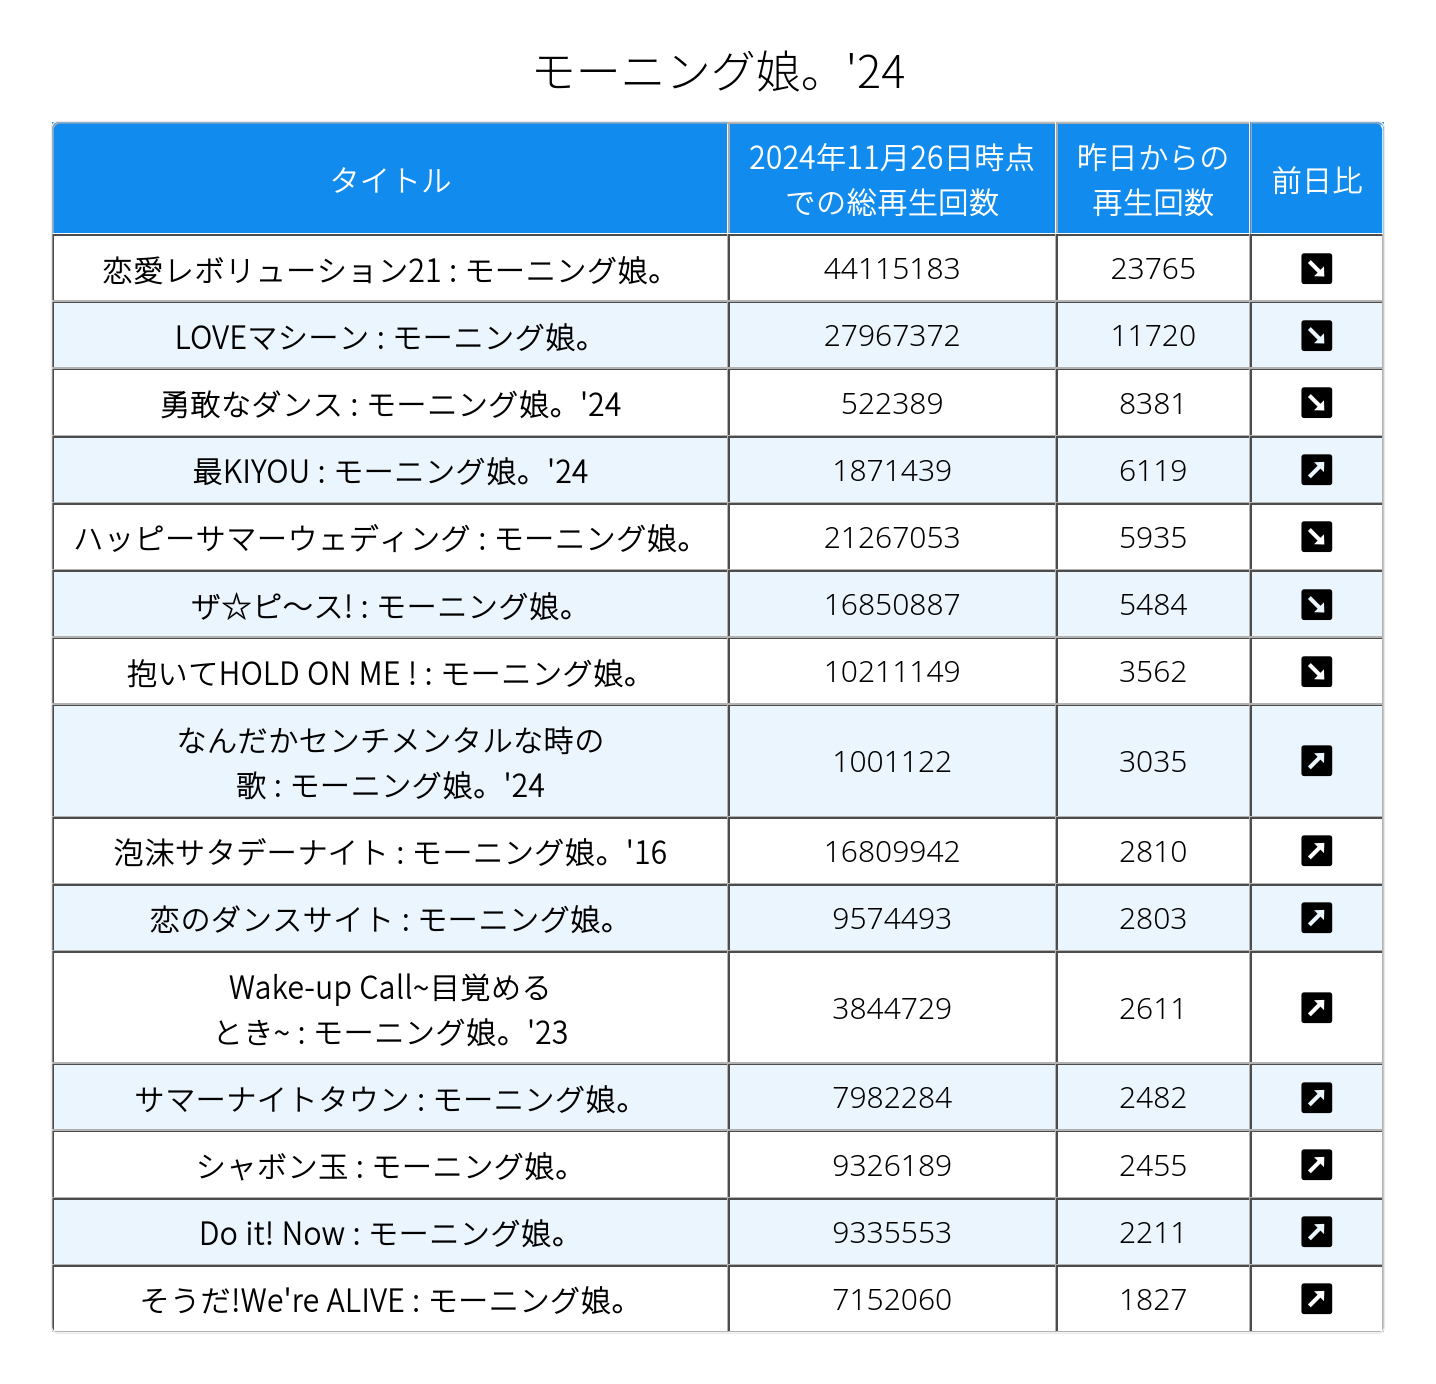 モーニング娘。'24
タイトル
2024年11月26日時点
での総再生回数
昨日からの
再生回数
前日比
恋愛レボリューション21 : モーニング娘。 44115183 23765 ↘
LOVEマシーン : モーニング娘。 27967372 11720 ↘
勇敢なダンス : モーニング娘。'24 522389 8381 ↘
最KIYOU : モーニング娘。'24 1871439 6119 ↗
ハッピーサマーウェディング : モーニング娘。 21267053 5935 ↘
ザ☆ピ〜ス! : モーニング娘。 16850887 5484 ↘
抱いてHOLD ON ME ! : モーニング娘。 10211149 3562 ↘
なんだかセンチメンタルな時の
歌 : モーニング娘。'24 1001122 3035 ↗
泡沫サタデーナイト : モーニング娘。'16 16809942 2810 ↗
恋のダンスサイト : モーニング娘。 9574493 2803 ↗
Wake-up Call~目覚める
とき~ : モーニング娘。'23 3844729 2611 ↗
サマーナイトタウン : モーニング娘。 7982284 2482 ↗
シャボン玉 : モーニング娘。 9326189 2455 ↗
Do it! Now : モーニング娘。 9335553 2211 ↗
そうだ!We're ALIVE : モーニング娘。 7152060 1827 ↗